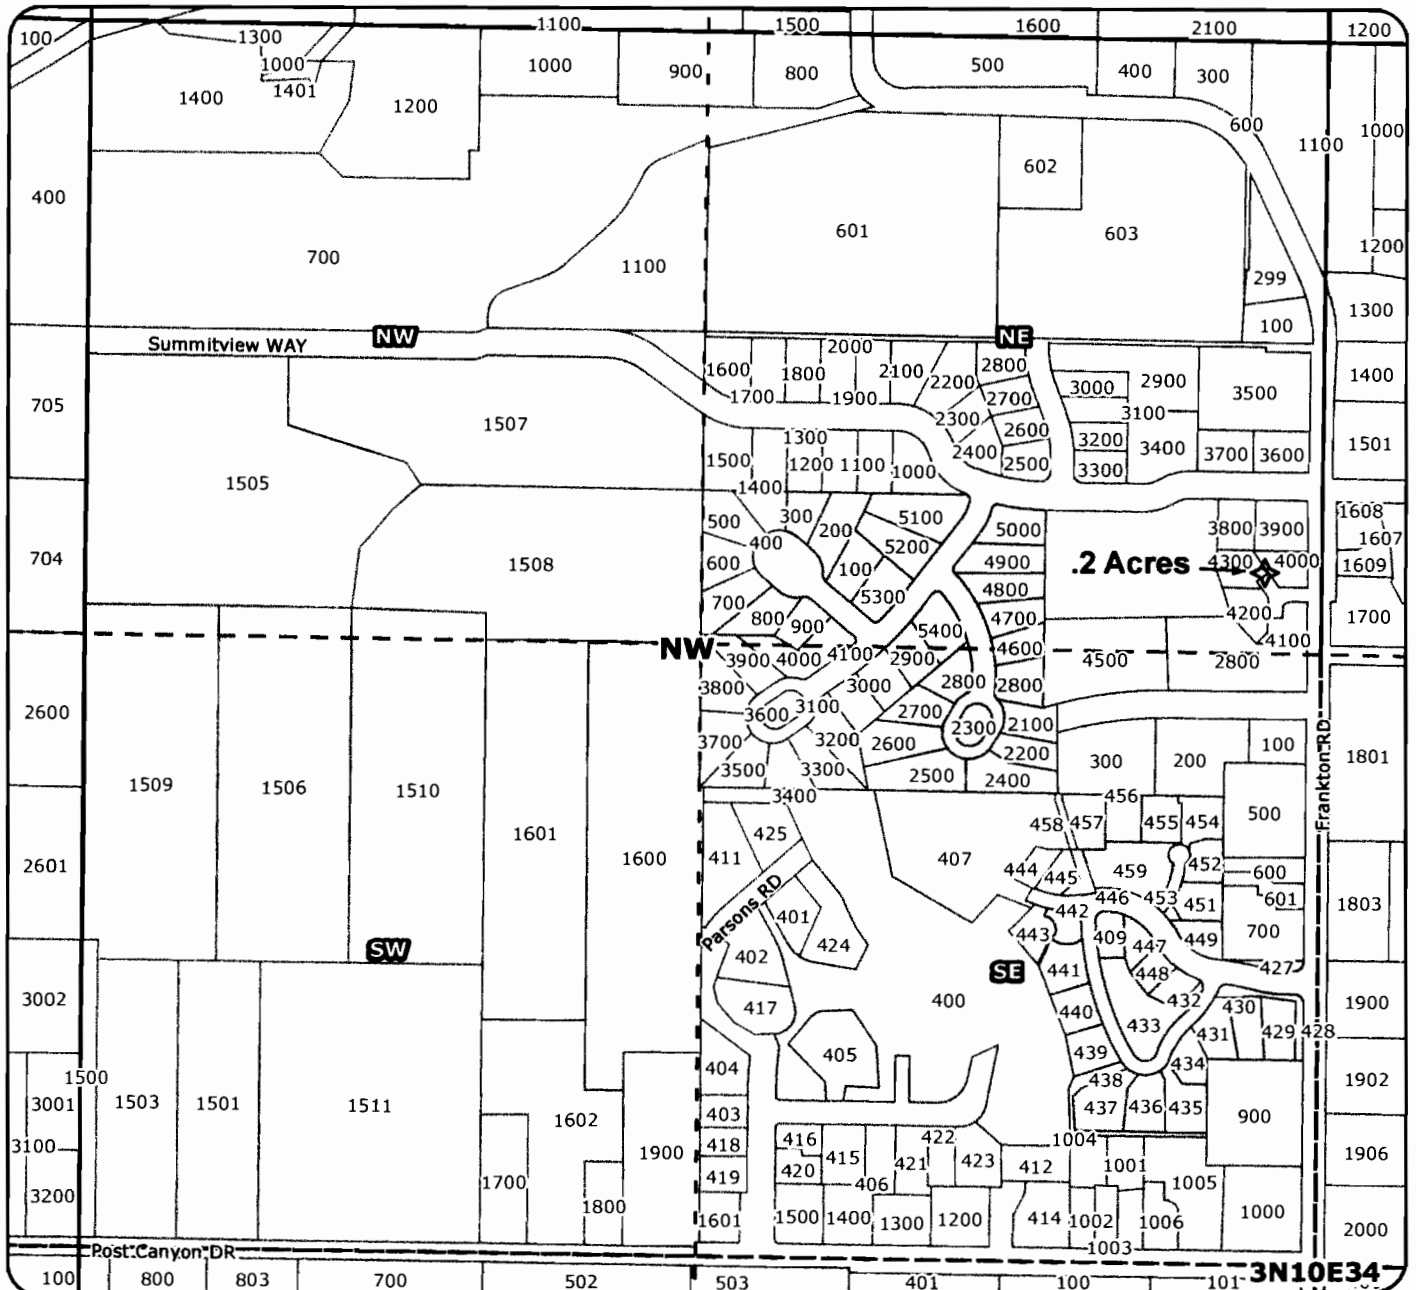 1100 1500 1600 2100 1200
100 1300
1000 1401 1400 1200 1000 900 800 500 400 300
600 1100 1000
400 602
700 1100 601 603 1200
299 1300
100
Summitview WAY NW NE
1600 2000 1800 2100 2200 2800 3000 2900 3500 1400
1700 1900 2300 2700 3100
705 1507 1300 2400 2600 3200 3400 3700 3600 1501
1500 1200 1100 1000 2500 3300
1505 1400
500 300 200 5100 5000 3800 3900 1608
400 5200 1607
704 1508 600 100 4900 .2 Acres 4300 4000 1609
700 800 900 5300 4800 4700 4200 1700
5400 4100
NW 3900 4000 4100 2900 4600 4500 2800
3800 3000 2800 2800
2600 3600 3100 2700 2300 2100
3700 3200 2600 2200 300 200 100 Frankton RD 1801
3500 3300 2500 2400
1509 1506 1510 3400 456
1601 425 458 457 455 454 500
2601 1600 411 407 444 445 459 452 600
Parsons RD 401 446 453 451 601 1803
442 443 409 447 449 700
SW 402 424 SE 441 448 427
3002 417 400 440 432 430 1900
433 431 429 428
405 439 434
1500 404 438 1902
3001 1503 1501 1511 1602 403 437 436 435 900
3100 1900 418 416 422 1004
415 421 423 412 1001 1906
3200 1700 419 420 406 1005
1800 1601 1500 1400 1300 1200 414 1002 1006 1000 2000
1003
Post Canyon DR
100 800 803 700 502 503 401 100 101 3N10E34